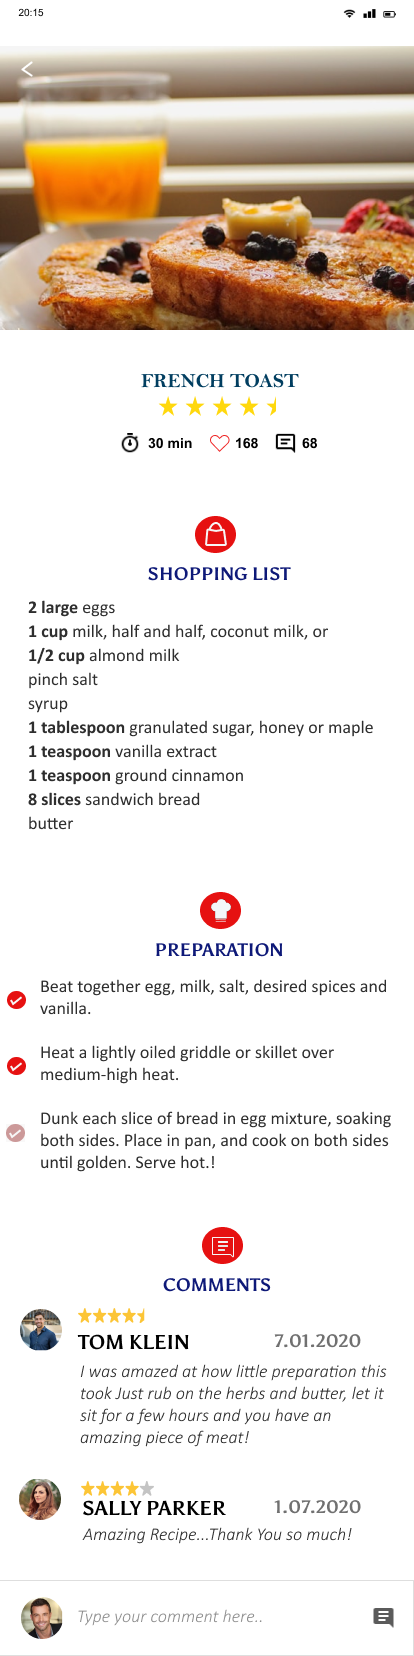 20:15
FRENCH TOAST
30 min 168 68
SHOPPING LIST
2 large eggs
1 cup milk, half and half, coconut milk, or
1/2 cup almond milk
pinch salt
syrup
1 tablespoon granulated sugar, honey or maple
1 teaspoon vanilla extract
1 teaspoon ground cinnamon
8 slices sandwich bread
butter
PREPARATION
Beat together egg, milk, salt, desired spices and
vanilla.
Heat a lightly oiled griddle or skillet over
medium-high heat.
Dunk each slice of bread in egg mixture, soaking
both sides. Place in pan, and cook on both sides
until golden. Serve hot.!
COMMENTS
TOM KLEIN 7.01.2020
I was amazed at how little preparation this
took Just rub on the herbs and butter, let it
sit for a few hours and you have an
amazing piece of meat!
SALLY PARKER 1.07.2020
Amazing Recipe...Thank You so much!
Type your comment here..